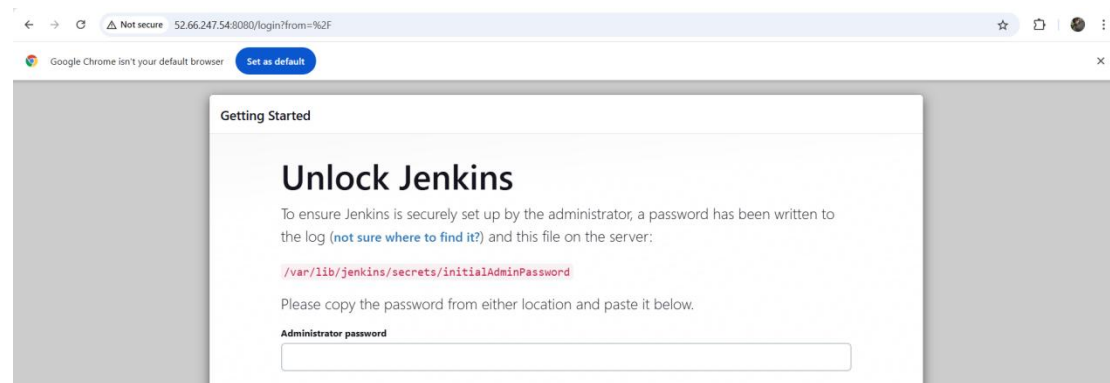 Not secure 52.66.247.54:8080/login?from=%2F
Google Chrome isn't your default browser Set as default
Getting Started
Unlock Jenkins
To ensure Jenkins is securely set up by the administrator, a password has been written to
the log (not sure where to find it?) and this file on the server:
/var/lib/jenkins/secrets/initialAdminPassword
Please copy the password from either location and paste it below.
Administrator password